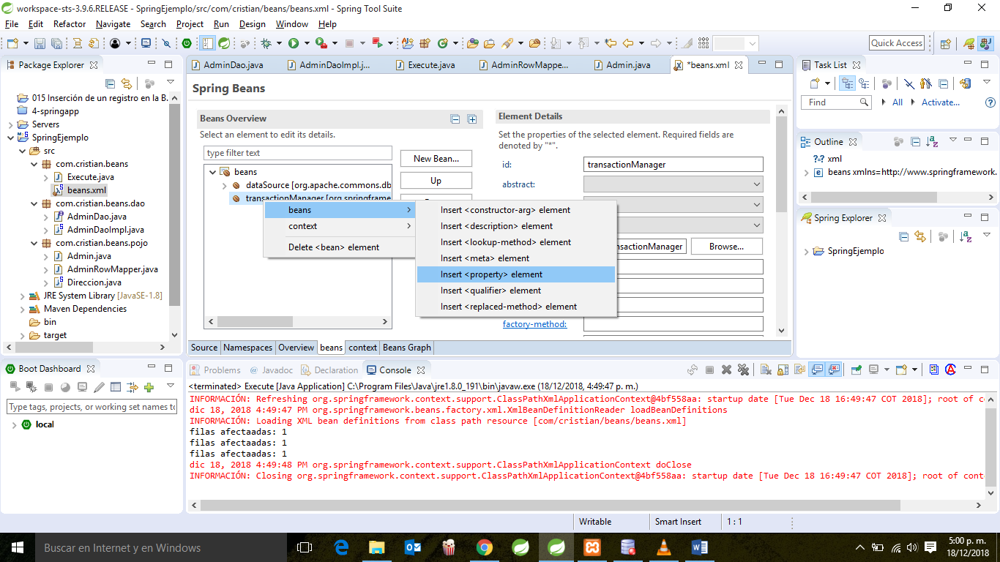 workspace-sts-3.9.6.RELEASE - SpringEjemplo/src/com/cristian/beans/beans.xml - Spring Tool Suite
File Edit Refactor Navigate Search Project Run Design Window Help
Quick Access
Package Explorer
015 Inserción de un registro en la B.
4-springapp
Servers
SpringEjemplo
src
com.cristian.beans
Execute.java
beans.xml
com.cristian.beans.dao
AdminDao.java
AdminDaoImpl.java
com.cristian.beans.pojo
Admin.java
AdminRowMapper.java
Direccion.java
JRE System Library [JavaSE-1.8]
Maven Dependencies
bin
target
AdminDao.java AdminDaoImpl.j... Execute.java AdminRowMappe... Admin.java *beans.xml
Spring Beans
Beans Overview
Select an element to edit its details.
type filter text
beans
dataSource [org.apache.commons.db
transactionManager [org.springframe
New Bean...
Up
beans
context
Delete <bean> element
Insert <constructor-arg> element
Insert <description> element
Insert <lookup-method> element
Insert <meta> element
Insert <property> element
Insert <qualifier> element
Insert <replaced-method> element
Element Details
Set the properties of the selected element. Required fields are
denoted by "*".
id: transactionManager
abstract:
nsactionManager Browse...
factory-method:
Source Namespaces Overview beans context Beans Graph
Task List
Find All Activate...
Outline
?=? xml
e beans xmlns=http://www.springframework.
Spring Explorer
SpringEjemplo
Boot Dashboard
Type tags, projects, or working set names to
local
Problems @ Javadoc Declaration Console
<terminated> Execute [Java Application] C:\Program Files\Java\jre1.8.0_191\bin\javaw.exe (18/12/2018, 4:49:47 p. m.)
INFORMACIÓN: Refreshing org.springframework.context.support.ClassPathXmlApplicationContext@4bf558aa: startup date [Tue Dec 18 16:49:47 COT 2018]; root of co
dic 18, 2018 4:49:47 PM org.springframework.beans.factory.xml.XmlBeanDefinitionReader loadBeanDefinitions
INFORMACIÓN: Loading XML bean definitions from class path resource [com/cristian/beans/beans.xml]
filas afectaadas: 1
filas afectaadas: 1
filas afectaadas: 1
dic 18, 2018 4:49:48 PM org.springframework.context.support.ClassPathXmlApplicationContext doClose
INFORMACIÓN: Closing org.springframework.context.support.ClassPathXmlApplicationContext@4bf558aa: startup date [Tue Dec 18 16:49:47 COT 2018]; root of cont
Writable Smart Insert 1 : 1
Buscar en Internet y en Windows
5:00 p. m.
18/12/2018